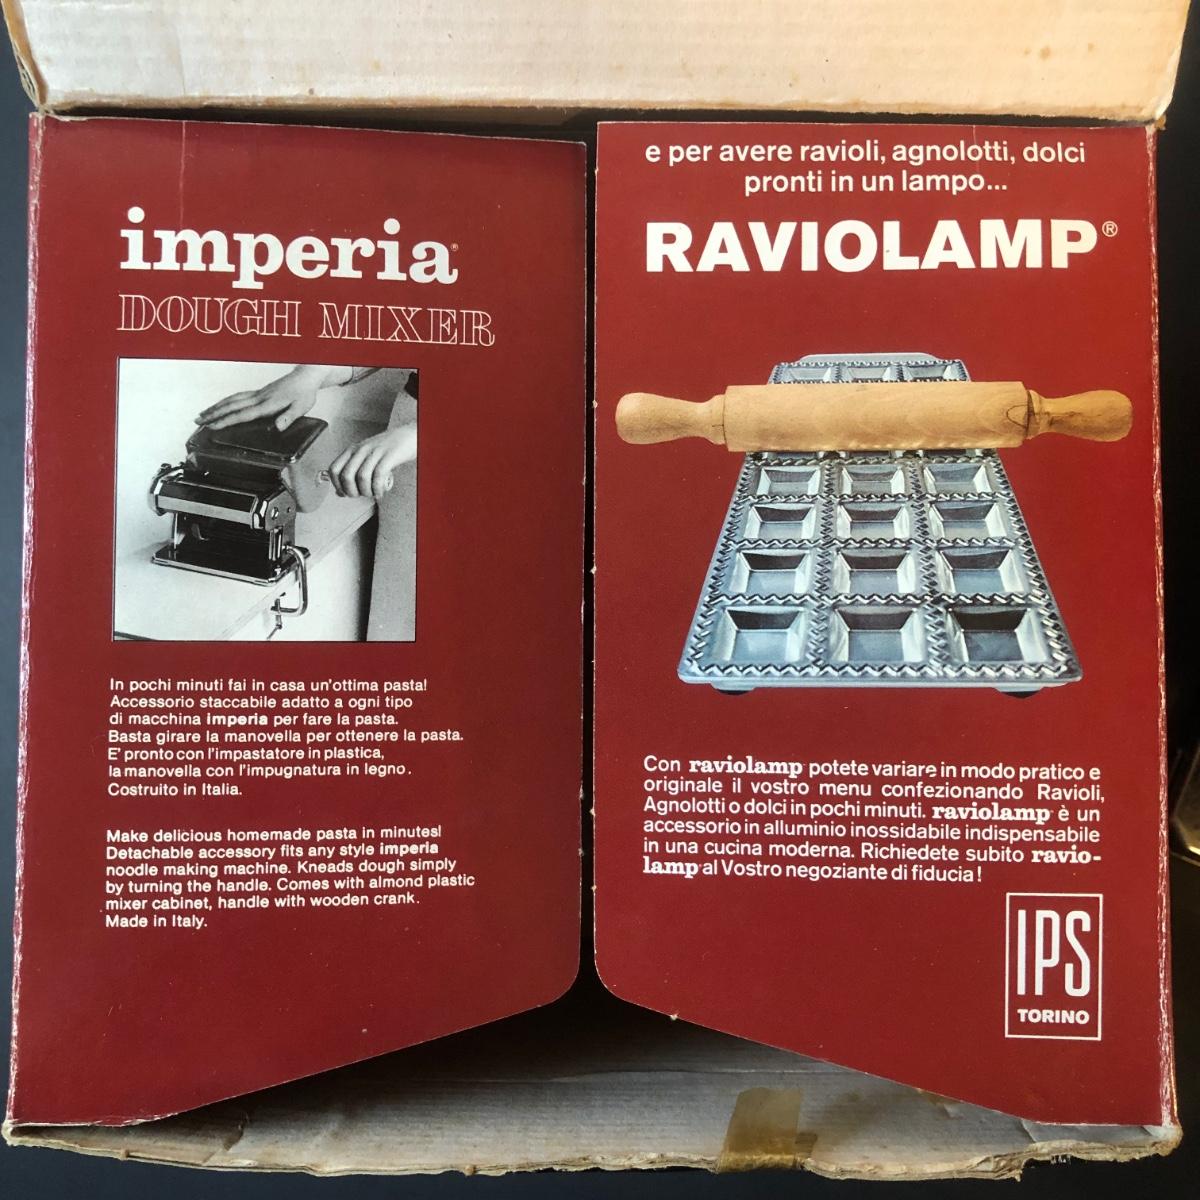 imperia®
DOUGH MIXER
In pochi minuti fai in casa un'ottima pasta!
Accessorio staccabile adatto a ogni tipo
di macchina imperia per fare la pasta.
Basta girare la manovella per ottenere la pasta.
E' pronto con l'impastatore in plastica,
la manovella con l'impugnatura in legno.
Costruito in Italia.
Make delicious homemade pasta in minutes!
Detachable accessory fits any style imperia
noodle making machine. Kneads dough simply
by turning the handle. Comes with almond plastic
mixer cabinet, handle with wooden crank.
Made in Italy.
e per avere ravioli, agnolotti, dolci
pronti in un lampo...
RAVIOLAMP®
Con raviolamp potete variare in modo pratico e
originale il vostro menu confezionando Ravioli,
Agnolotti o dolci in pochi minuti. raviolamp è un
accessorio in alluminio inossidabile indispensabile
in una cucina moderna. Richiedete subito ravio-
lamp al Vostro negoziante di fiducia!
IPS
TORINO